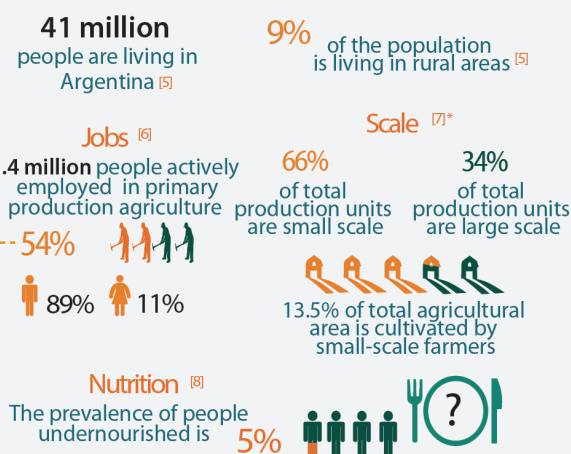 41 million
people are living in
Argentina [5]
9%
of the population
is living in rural areas [5]
Jobs [6]
.4 million people actively
employed in primary
production agriculture
--54%
89%
11%
Scale [7]*
66%
of total
production units
are small scale
34%
of total
production units
are large scale
13.5% of total agricultural
area is cultivated by
small-scale farmers
Nutrition [8]
The prevalence of people
undernourished is
5%
?